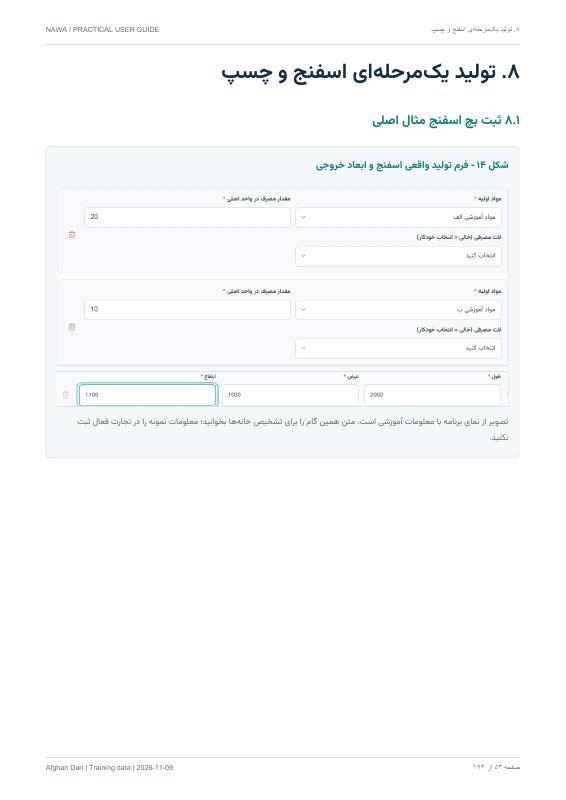 ۸. تولید یک‌مرحله‌ای اسفنج و چسپ
NAWA / PRACTICAL USER GUIDE
۸. تولید یک‌مرحله‌ای اسفنج و چسپ
۸.۱ ثبت بچ اسفنج مثال اصلی
شکل ۱۴ - فرم تولید واقعی اسفنج و ابعاد خروجی
مواد اولیه *
مقدار مصرف در واحد اصلی *
مواد آموزشی الف
20
لات مصرفی (خالی = انتخاب خودکار)
انتخاب کنید
مواد اولیه *
مقدار مصرف در واحد اصلی *
مواد آموزشی ب
10
لات مصرفی (خالی = انتخاب خودکار)
انتخاب کنید
طول *
عرض *
ارتفاع *
2000
1000
1100
تصویر از نمای برنامه با معلومات آموزشی است. متن همین گام را برای تشخیص خانه‌ها بخوانید؛ معلومات نمونه را در تجارت فعال ثبت
نکنید.
صفحه ۵۳ از ۱۹۲
Afghan Dari | Training data | 2026-11-09